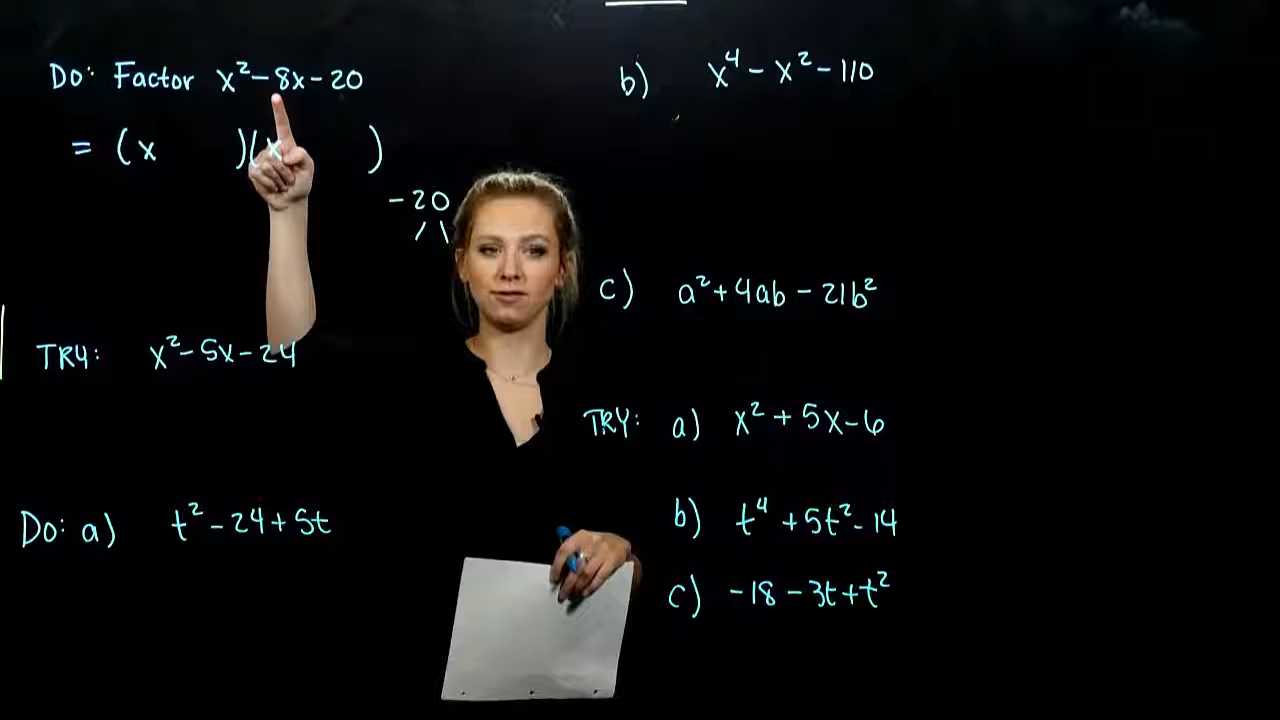 Do: Factor x² - 8x - 20
= (x )(x )
-20
/ \
TRY: x² - 5x - 24
Do: a) t² - 24 + 5t
b) x⁴ - x² - 110
c) a² + 4ab - 21b²
TRY: a) x² + 5x - 6
b) t⁴ + 5t² - 14
c) -18 - 3t + t²